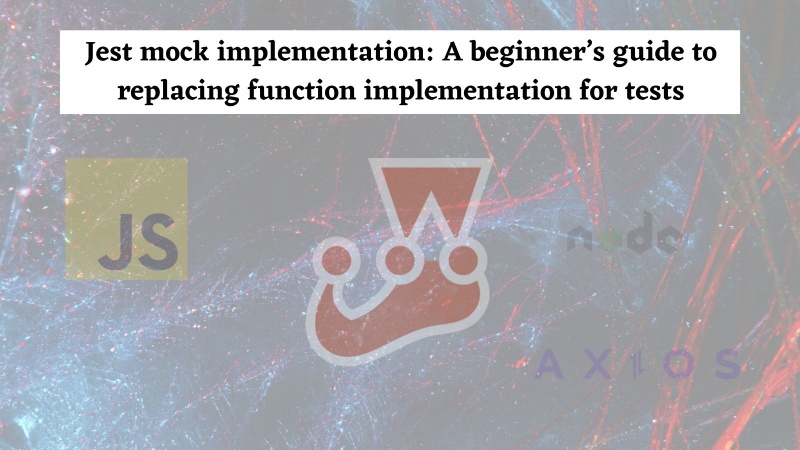 Jest mock implementation: A beginner’s guide to
replacing function implementation for tests
JS
node
AXIOS